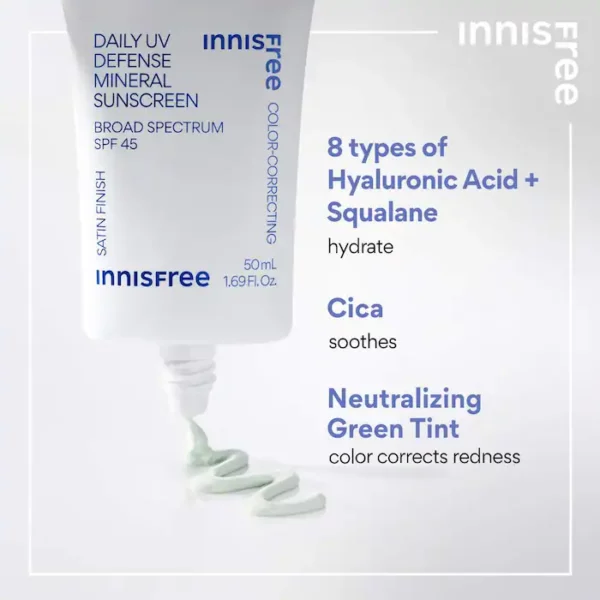 DAILY UV
DEFENSE
MINERAL
SUNSCREEN
BROAD SPECTRUM
SPF 45
SATIN FINISH
INNISFree
COLOR-CORRECTING
INNISFree
50 mL
1.69 Fl. Oz.
INNISFree
8 types of
Hyaluronic Acid +
Squalane
hydrate
Cica
soothes
Neutralizing
Green Tint
color corrects redness